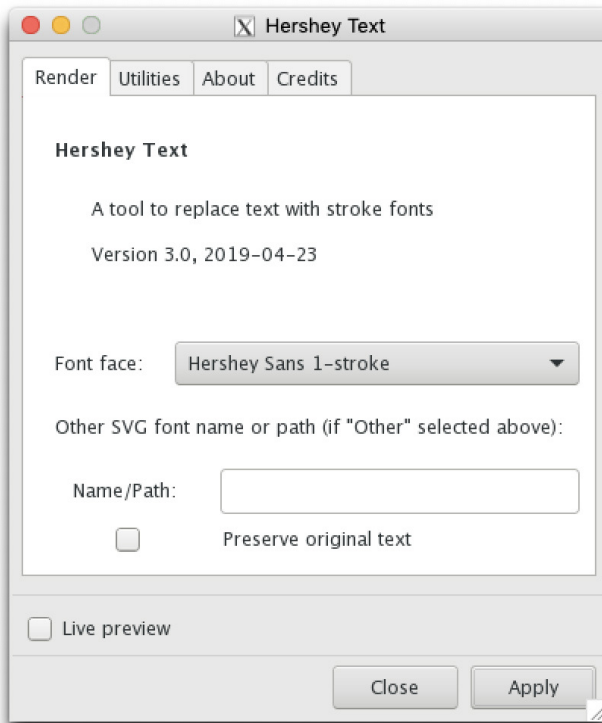 Hershey Text
Render Utilities About Credits
Hershey Text
A tool to replace text with stroke fonts
Version 3.0, 2019-04-23
Font face: Hershey Sans 1-stroke
Other SVG font name or path (if "Other" selected above):
Name/Path:
Preserve original text
Live preview
Close Apply